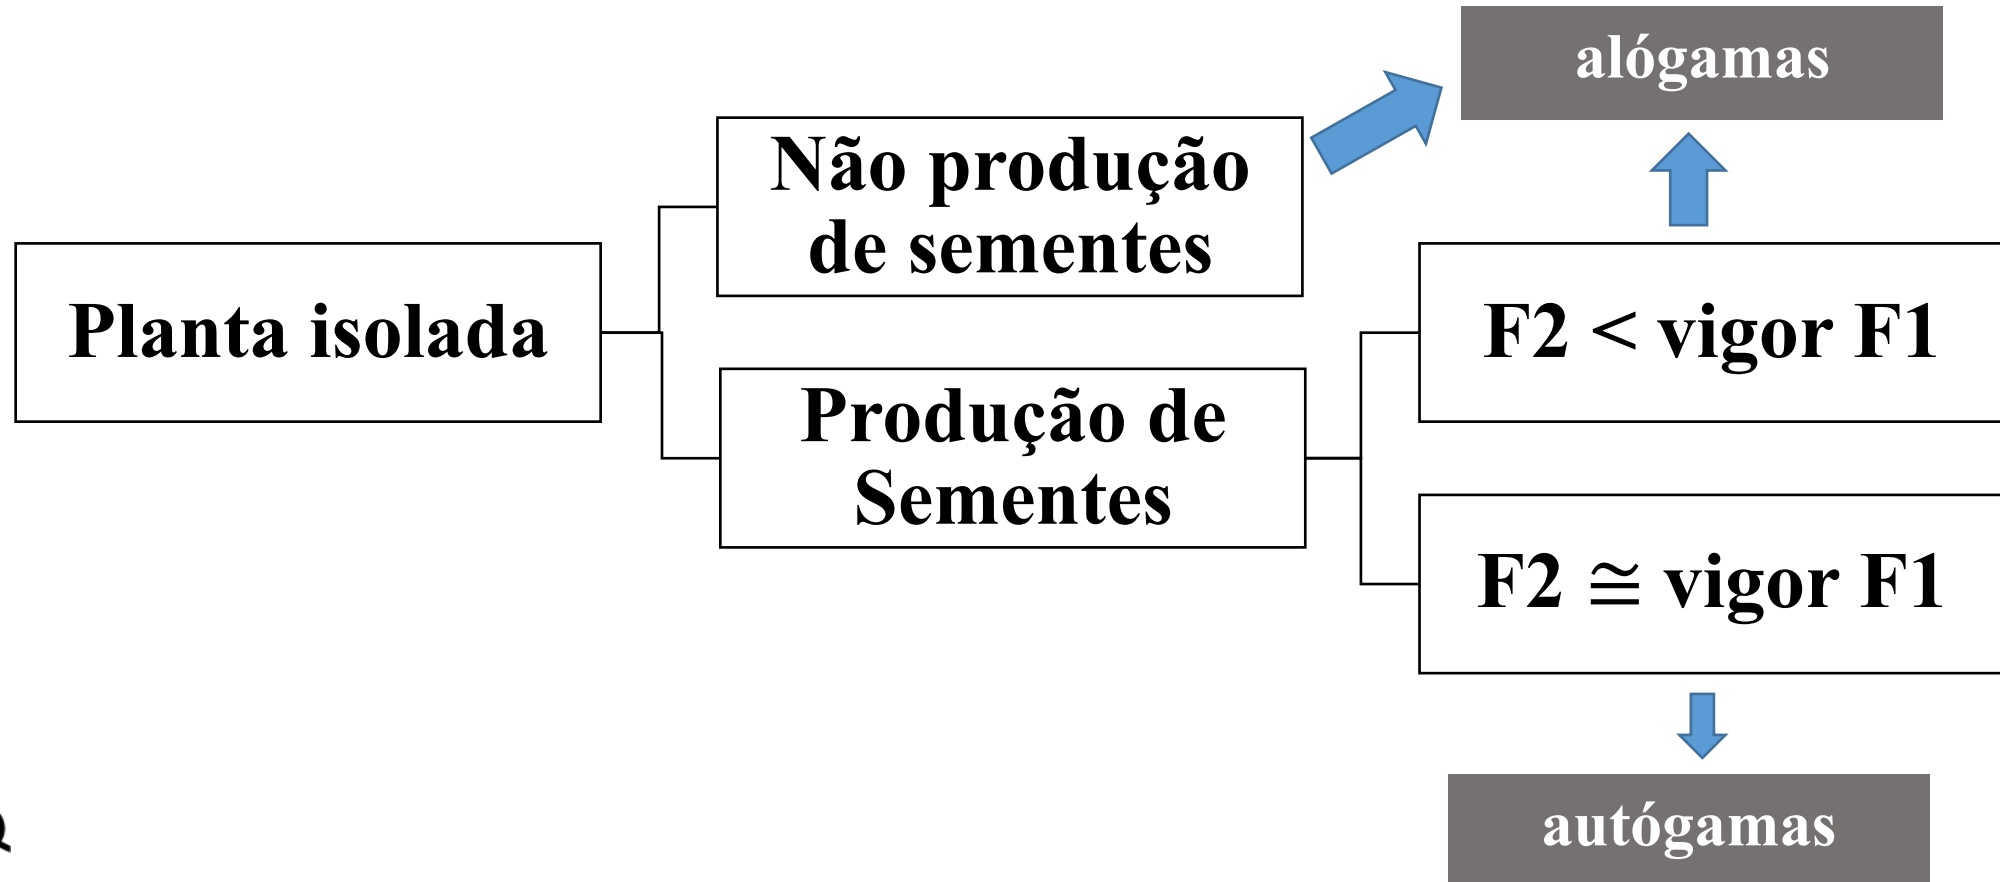 alógamas
Não produção
de sementes
Planta isolada
F2 < vigor F1
Produção de
Sementes
F2 ≅ vigor F1
autógamas